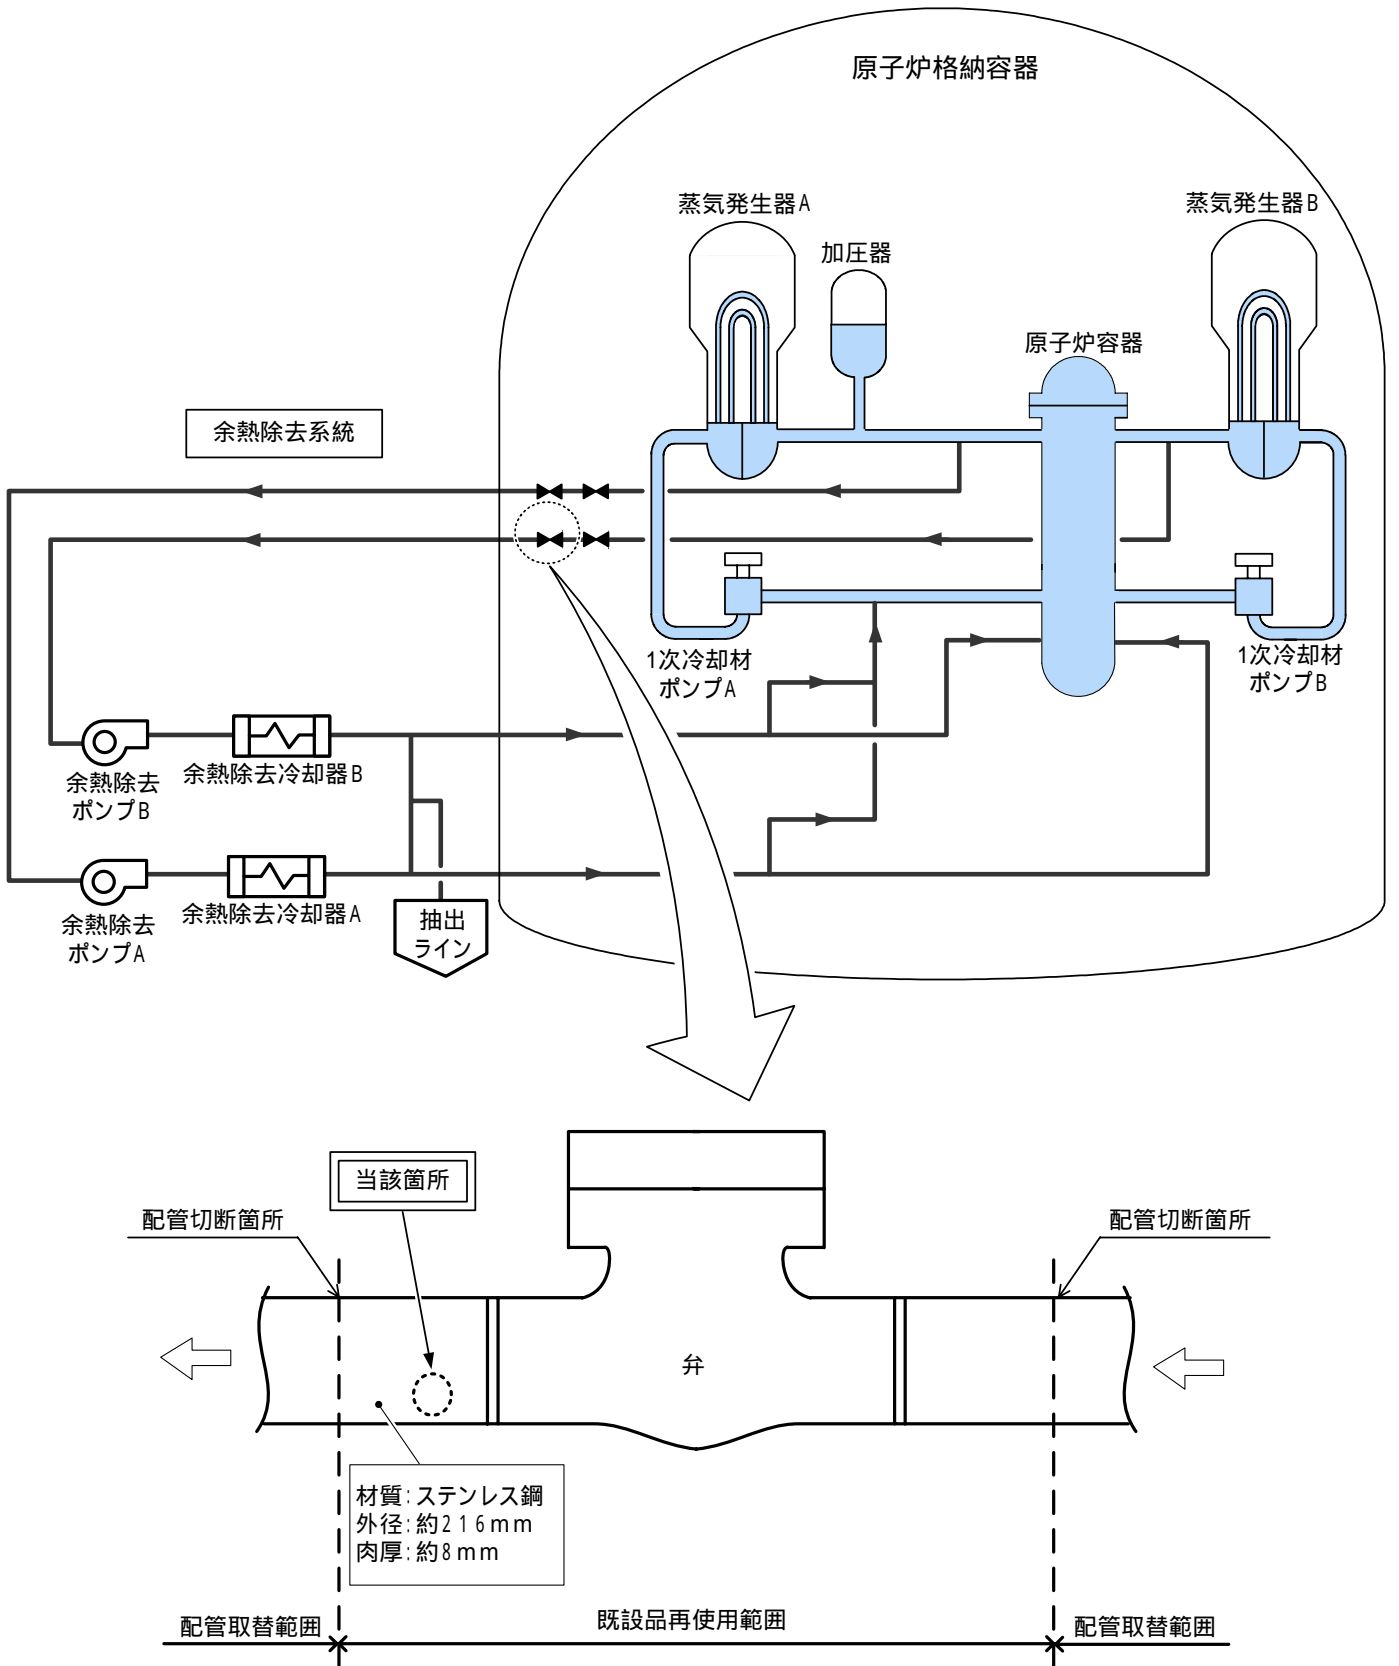 原子炉格納容器
蒸気発生器A
蒸気発生器B
加圧器
原子炉容器
余熱除去系統
1次冷却材
ポンプA
1次冷却材
ポンプB
余熱除去冷却器B
余熱除去
ポンプB
余熱除去冷却器A
余熱除去
ポンプA
抽出
ライン
当該箇所
配管切断箇所
配管切断箇所
弁
材質:ステンレス鋼
外径:約216mm
肉厚:約8mm
配管取替範囲
既設品再使用範囲
配管取替範囲